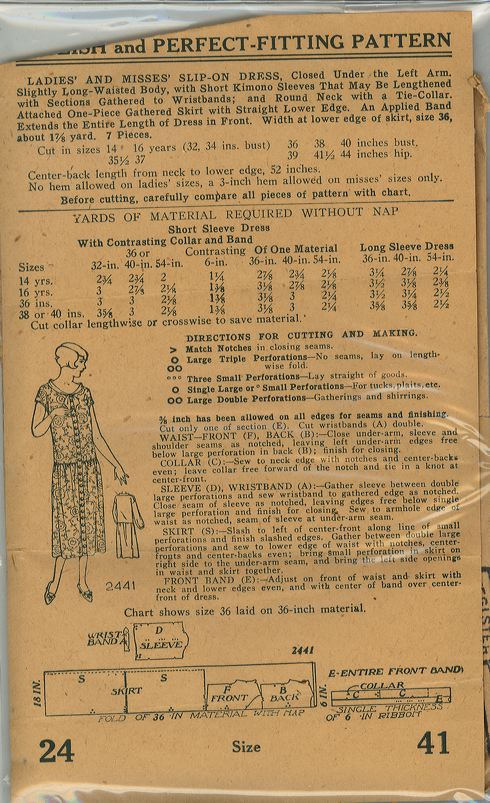 LISH and PERFECT-FITTING PATTERN
LADIES' AND MISSES' SLIP-ON DRESS, Closed Under the Left Arm.
Slightly Long-Waisted Body, with Short Kimono Sleeves That May Be Lengthened
with Sections Gathered to Wristbands; and Round Neck with a Tie-Collar.
Attached One-Piece Gathered Skirt with Straight Lower Edge. An Applied Band
Extends the Entire Length of Dress in Front. Width at lower edge of skirt, size 36,
about 1⅞ yard. 7 Pieces.
Cut in sizes 14 16 years (32, 34 ins. bust) 36 38 40 inches bust.
35½ 37 39 41½ 44 inches hip.
Center-back length from neck to lower edge, 52 inches.
No hem allowed on ladies' sizes, a 3-inch hem allowed on misses' sizes only.
Before cutting, carefully compare all pieces of pattern with chart.
YARDS OF MATERIAL REQUIRED WITHOUT NAP
Short Sleeve Dress
With Contrasting Collar and Band
36 or Contrasting Of One Material Long Sleeve Dress
Sizes 32-in. 40-in. 54-in. 6-in. 36-in. 40-in. 54-in. 36-in. 40-in. 54-in.
14 yrs. 2¾ 2¾ 2 1¼ 2⅞ 2¾ 2⅛ 3¼ 2⅞ 2¼
16 yrs. 3 2⅞ 2¼ 1⅜ 3⅛ 2⅞ 2¼ 3½ 3⅛ 2⅜
36 ins. 3 3 2⅛ 1⅜ 3⅛ 3 2¼ 3½ 3¼ 2½
38 or 40 ins. 3⅝ 3 2⅛ 1⅜ 3⅛ 3 2¼ 3⅝ 3⅜ 2½
Cut collar lengthwise or crosswise to save material.
DIRECTIONS FOR CUTTING AND MAKING.
> Match Notches in closing seams.
O Large Triple Perforations—No seams, lay on length-
OO wise fold.
ooo Three Small Perforations—Lay straight of goods.
O Single Large or o Small Perforations—For tucks, plaits, etc.
OO Large Double Perforations—Gatherings and shirrings.
⅜ inch has been allowed on all edges for seams and finishing.
Cut only one of section (E). Cut wristbands (A) double.
WAIST—FRONT (F), BACK (B):—Close under-arm, sleeve and
shoulder seams as notched, leaving left under-arm edges free
below large perforation in back (B); finish for closing.
COLLAR (C):—Sew to neck edge with notches and center-backs
even; leave collar free forward of the notch and tie in a knot at
center-front.
SLEEVE (D), WRISTBAND (A):—Gather sleeve between double
large perforations and sew wristband to gathered edge as notched.
Close seam of sleeve as notched, leaving edges free below single
large perforation and finish for closing. Sew to armhole edge of
waist as notched, seam of sleeve at under-arm seam.
SKIRT (S):—Slash to left of center-front along line of small
perforations and finish slashed edges. Gather between double large
perforations and sew to lower edge of waist with notches, center-
fronts and center-backs even; bring small perforation in skirt on
right side to the under-arm seam, and bring the left side openings
in waist and skirt together.
FRONT BAND (E):—Adjust on front of waist and skirt with
neck and lower edges even, and with center of band over center-
front of dress.
2441
Chart shows size 36 laid on 36-inch material.
WRIST-
BAND A
D
SLEEVE
2441
18 IN.
S S
SKIRT
F
FRONT
B
BACK
FOLD OF 36-IN MATERIAL WITH NAP
E-ENTIRE FRONT BAND
6 IN.
COLLAR
C C
E
SINGLE THICKNESS
OF 6-IN RIBBON
24 Size 41